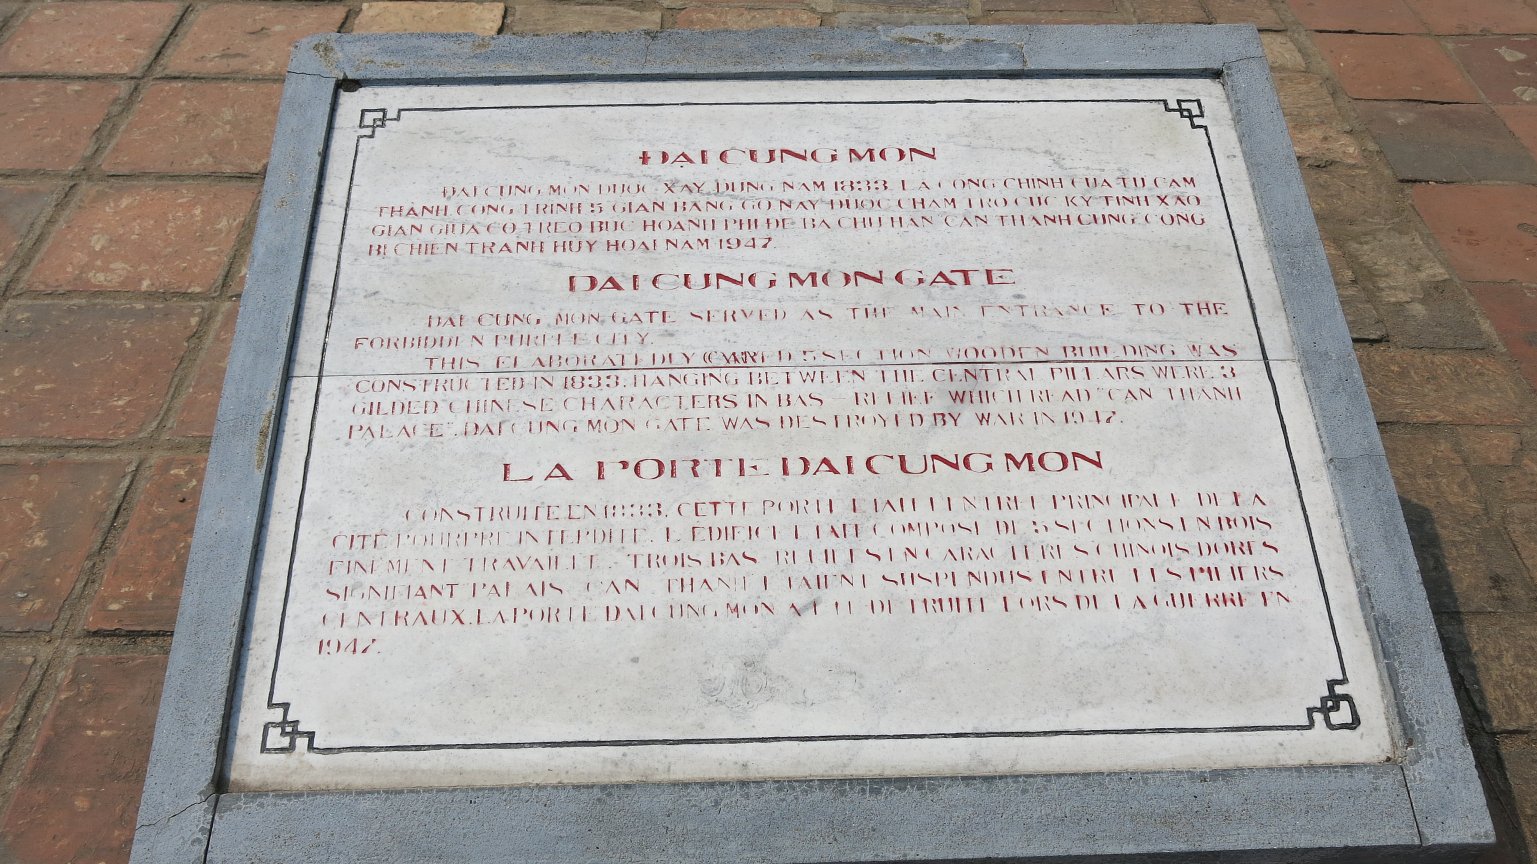 ĐẠI CUNG MÔN
ĐẠI CUNG MÔN ĐƯỢC XÂY DỰNG NĂM 1833. LÀ CỔNG CHÍNH CỦA TỬ CẤM
THÀNH. CÔNG TRÌNH 5 GIAN BẰNG GỖ NÀY ĐƯỢC CHẠM TRỔ CỰC KỲ TINH XẢO
GIAN GIỮA CÓ TREO BỨC HOÀNH PHI ĐỀ BA CHỮ HÁN "CÀN THÀNH CUNG". CỔNG
BỊ CHIẾN TRANH HỦY HOẠI NĂM 1947.
DAI CUNG MON GATE
DAI CUNG MON GATE SERVED AS THE MAIN ENTRANCE TO THE
FORBIDDEN PURPLE CITY.
THIS ELABORATEDLY CARVED 5 SECTION WOODEN BUILDING WAS
CONSTRUCTED IN 1833. HANGING BETWEEN THE CENTRAL PILLARS WERE 3
GILDED CHINESE CHARACTERS IN BAS - RELIEF WHICH READ "CAN THÀNH
PALACE". DAI CUNG MON GATE WAS DESTROYED BY WAR IN 1947.
LA PORTE DAI CUNG MON
CONSTRUITE EN 1833. CETTE PORTE ETAIT L'ENTREE PRINCIPALE DE LA
CITÉ POURPRE INTERDITE. L'ÉDIFICE ETAIT COMPOSÉ DE 5 SECTIONS EN BOIS
FINEMENT TRAVAILLE. TROIS BAS - RELIEFS EN CARACTERES CHINOIS DORES
SIGNIFIANT PALAIS CAN THANH ETAIENT SUSPENDUS ENTRE LES PILIERS
CENTRAUX. LA PORTE DAI CUNG MON A ETE DETRUITE LORS DE LA GUERRE EN
1947.